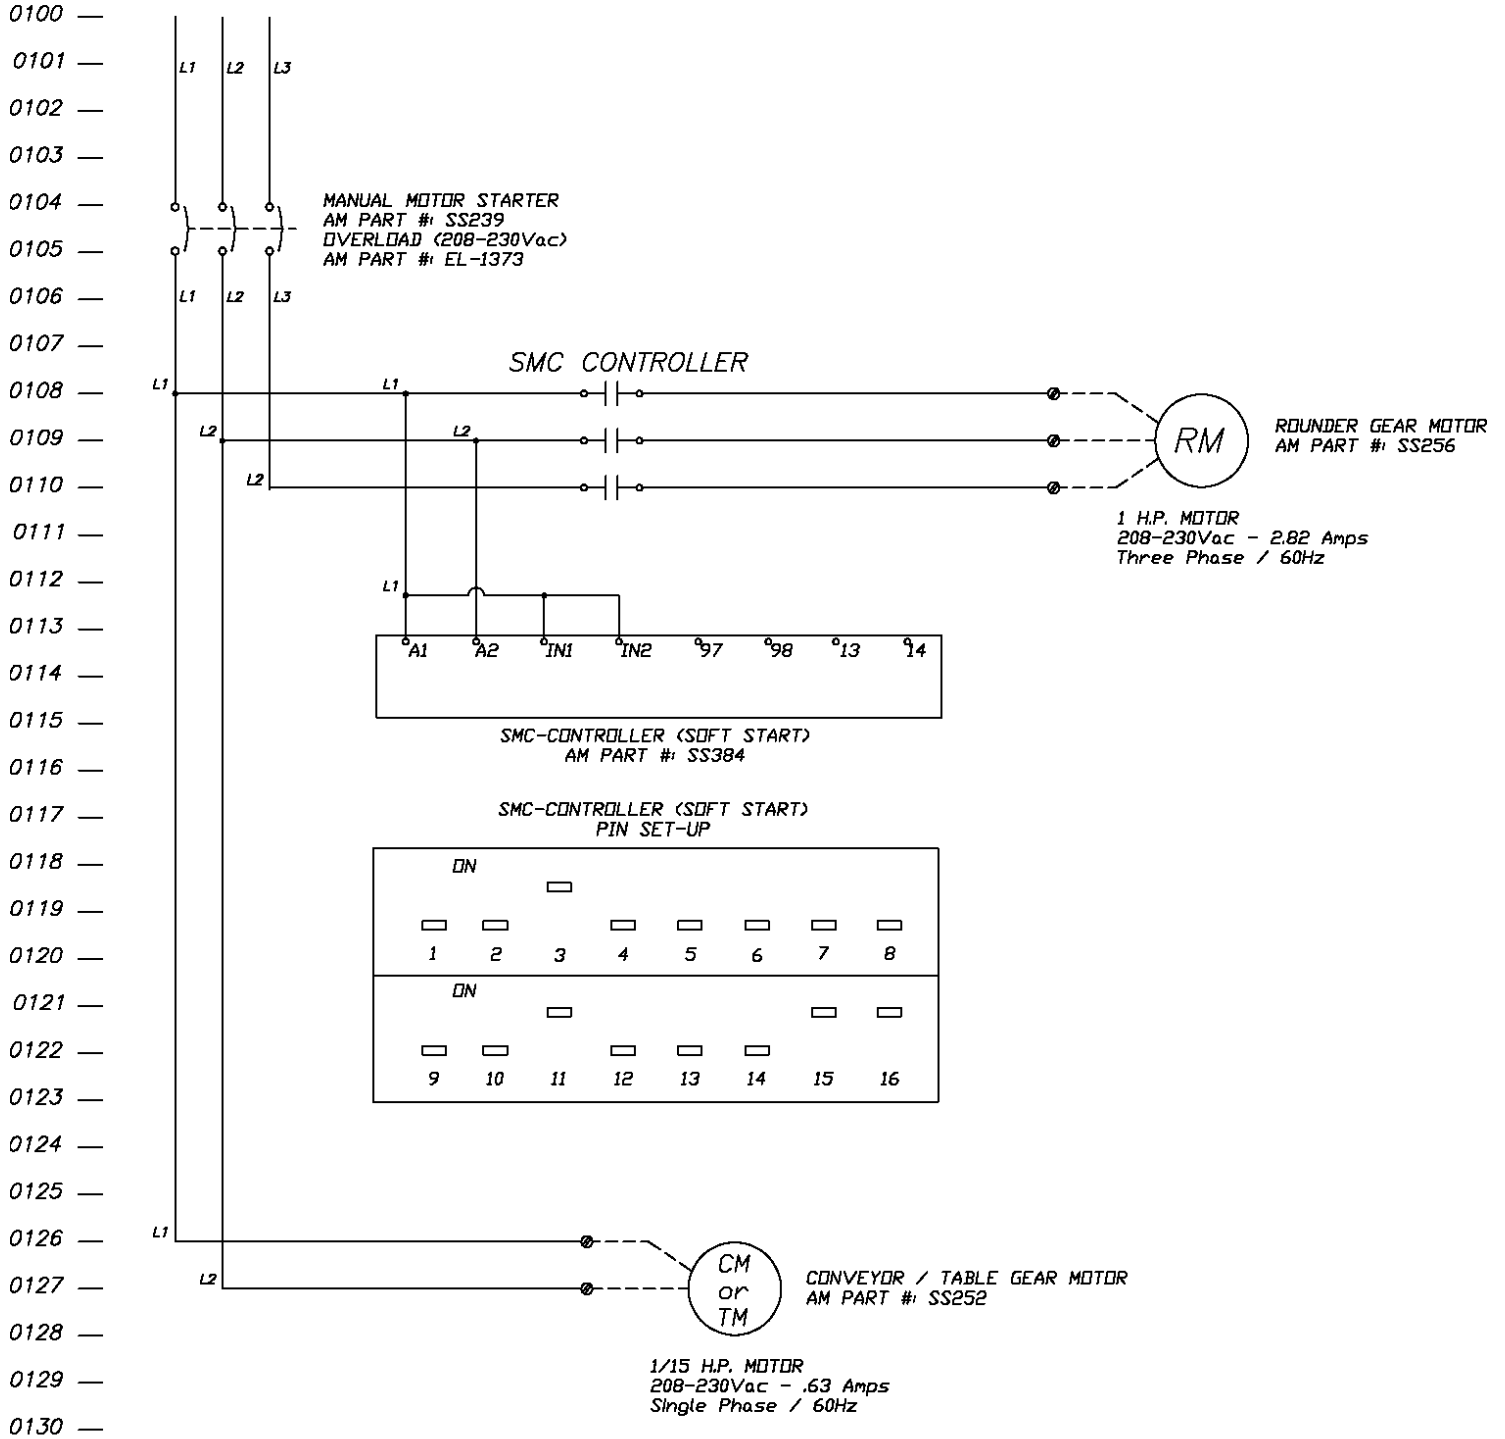 0100
0101
L1 L2 L3
0102
0103
0104
MANUAL MOTOR STARTER
AM PART #: SS239
OVERLOAD (208-230Vac)
AM PART #: EL-1373
0105
0106
L1 L2 L3
0107
SMC CONTROLLER
0108
L1 L1
0109
L2 L2
RM
ROUNDER GEAR MOTOR
AM PART #: SS256
0110
L2
1 H.P. MOTOR
208-230Vac - 2.82 Amps
Three Phase / 60Hz
0111
0112
L1
0113
A1 A2 IN1 IN2 97 98 13 14
0114
0115
SMC-CONTROLLER (SOFT START)
AM PART #: SS384
0116
0117
SMC-CONTROLLER (SOFT START)
PIN SET-UP
0118
ON
0119
0120
1 2 3 4 5 6 7 8
0121
ON
0122
9 10 11 12 13 14 15 16
0123
0124
0125
0126
L1
0127
L2
CM
or
TM
CONVEYOR / TABLE GEAR MOTOR
AM PART #: SS252
0128
1/15 H.P. MOTOR
208-230Vac - .63 Amps
Single Phase / 60Hz
0129
0130